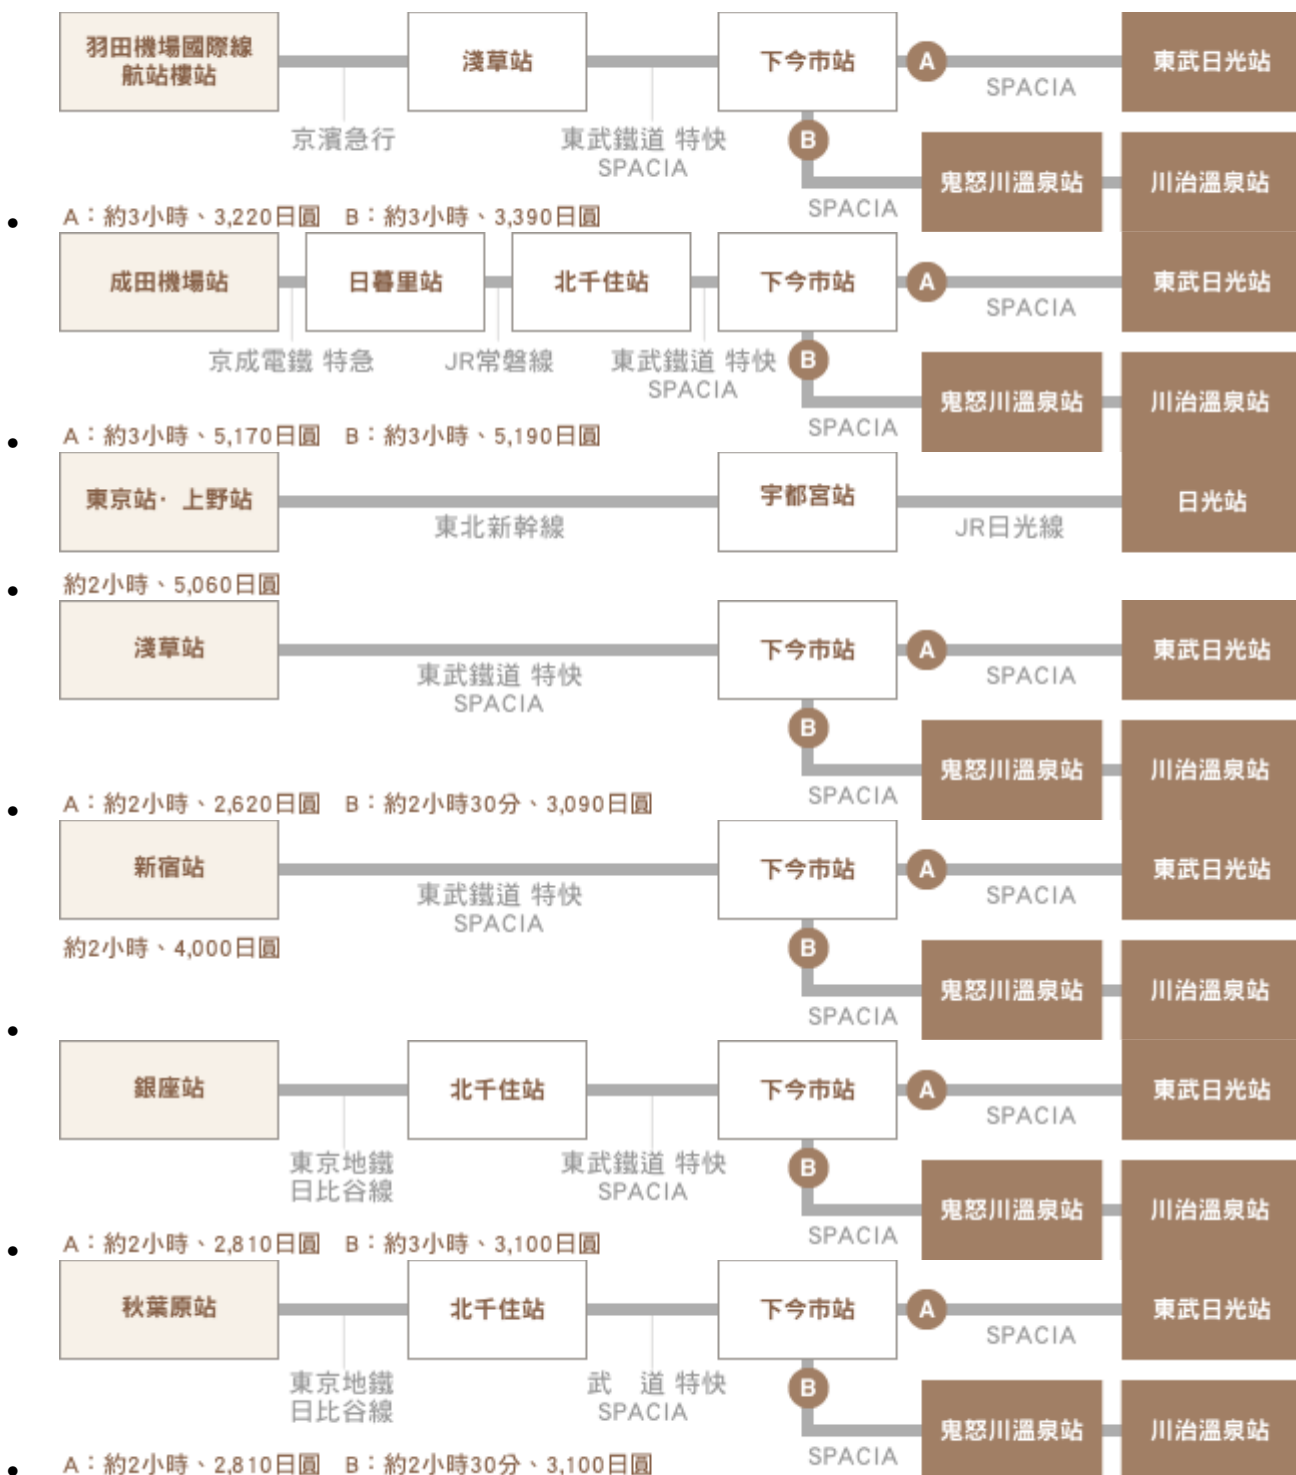 羽田機場國際線
航站樓站
淺草站
下今市站
A
東武日光站
SPACIA
京濱急行
東武鐵道 特快
SPACIA
B
鬼怒川溫泉站
川治溫泉站
SPACIA
A：約3小時、3,220日圓 B：約3小時、3,390日圓
成田機場站
日暮里站
北千住站
下今市站
A
東武日光站
SPACIA
京成電鐵 特急
JR常磐線
東武鐵道 特快
SPACIA
B
鬼怒川溫泉站
川治溫泉站
SPACIA
A：約3小時、5,170日圓 B：約3小時、5,190日圓
東京站· 上野站
宇都宮站
日光站
東北新幹線
JR日光線
約2小時、5,060日圓
淺草站
下今市站
A
東武日光站
SPACIA
東武鐵道 特快
SPACIA
B
鬼怒川溫泉站
川治溫泉站
SPACIA
A：約2小時、2,620日圓 B：約2小時30分、3,090日圓
新宿站
下今市站
A
東武日光站
SPACIA
東武鐵道 特快
SPACIA
約2小時、4,000日圓
B
鬼怒川溫泉站
川治溫泉站
SPACIA
銀座站
北千住站
下今市站
A
東武日光站
SPACIA
東京地鐵
日比谷線
東武鐵道 特快
SPACIA
B
鬼怒川溫泉站
川治溫泉站
SPACIA
A：約2小時、2,810日圓 B：約3小時、3,100日圓
秋葉原站
北千住站
下今市站
A
東武日光站
SPACIA
東京地鐵
日比谷線
武 道 特快
SPACIA
B
鬼怒川溫泉站
川治溫泉站
SPACIA
A：約2小時、2,810日圓 B：約2小時30分、3,100日圓